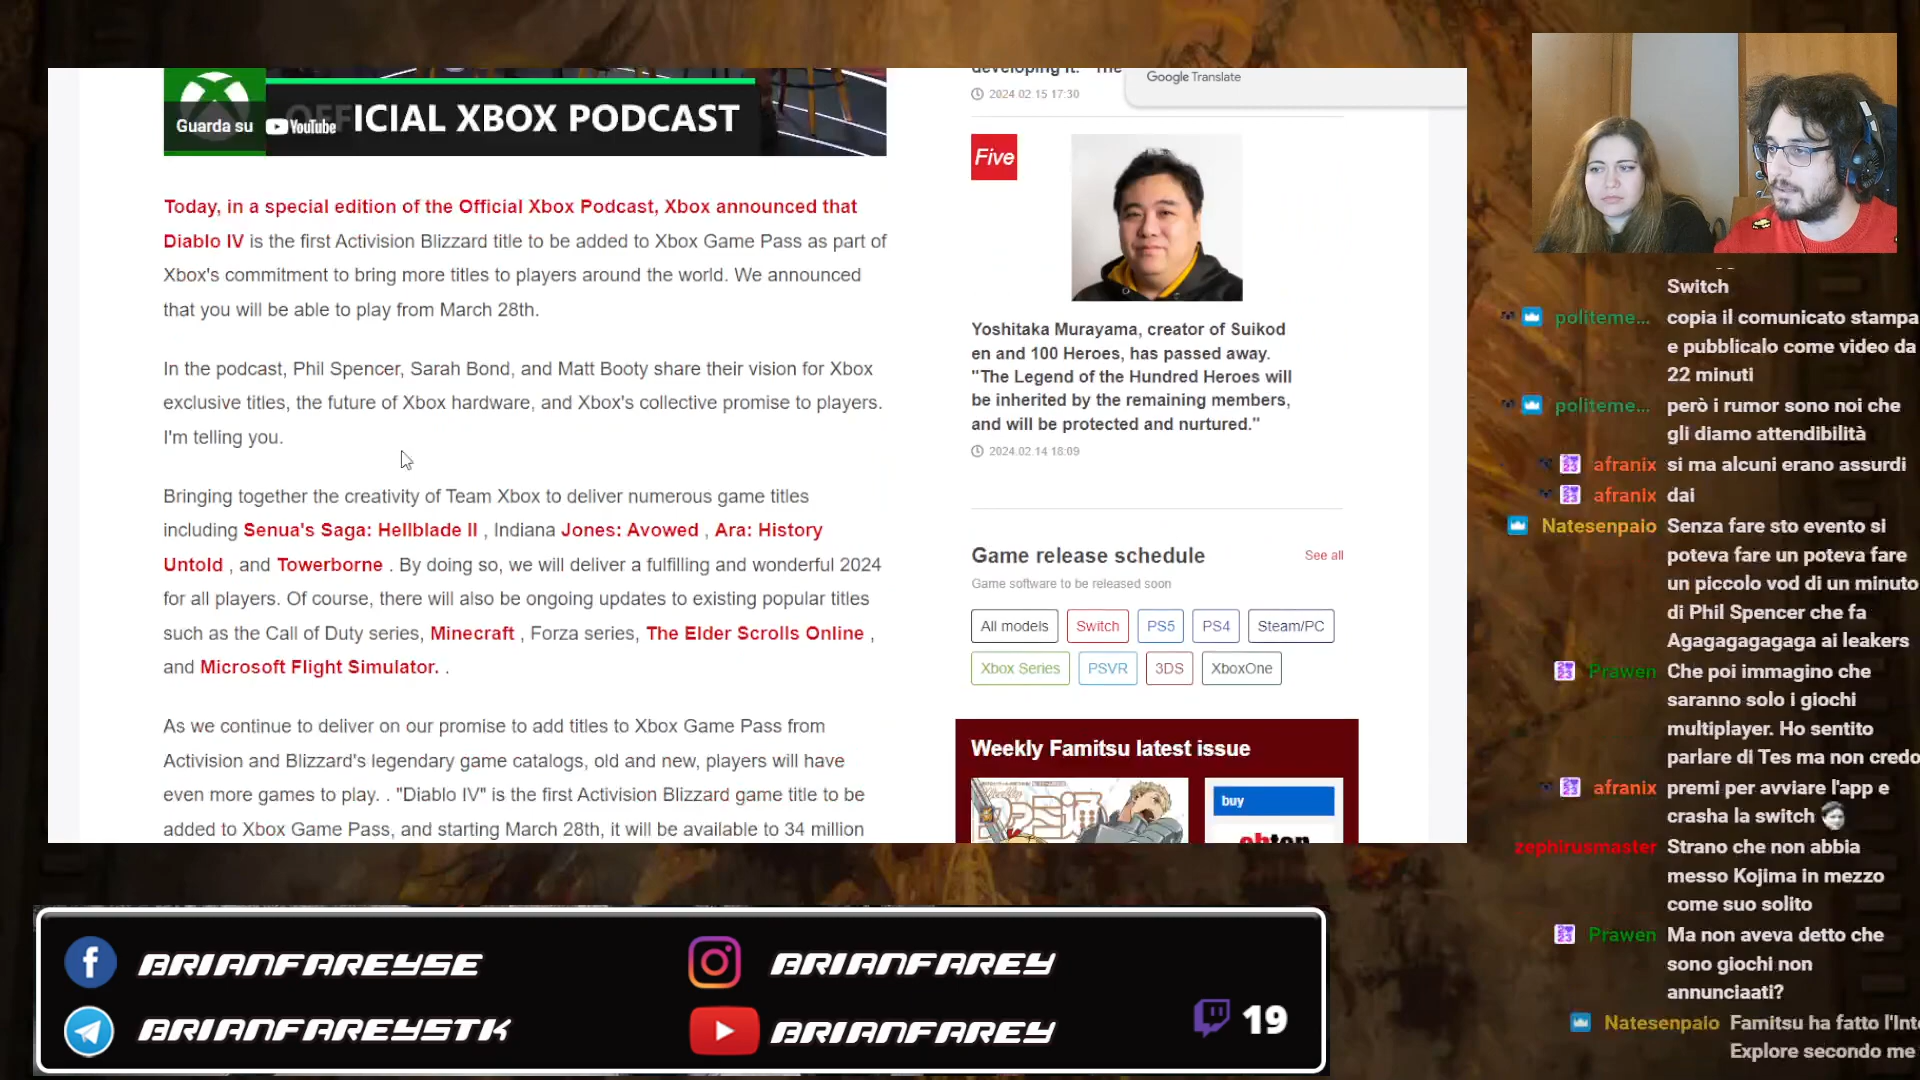 OFFICIAL XBOX PODCAST
Guarda su YouTube
Today, in a special edition of the Official Xbox Podcast, Xbox announced that
Diablo IV is the first Activision Blizzard title to be added to Xbox Game Pass as part of
Xbox's commitment to bring more titles to players around the world. We announced
that you will be able to play from March 28th.
In the podcast, Phil Spencer, Sarah Bond, and Matt Booty share their vision for Xbox
exclusive titles, the future of Xbox hardware, and Xbox's collective promise to players.
I'm telling you.
Bringing together the creativity of Team Xbox to deliver numerous game titles
including Senua's Saga: Hellblade II , Indiana Jones: Avowed , Ara: History
Untold , and Towerborne . By doing so, we will deliver a fulfilling and wonderful 2024
for all players. Of course, there will also be ongoing updates to existing popular titles
such as the Call of Duty series, Minecraft , Forza series, The Elder Scrolls Online ,
and Microsoft Flight Simulator. .
As we continue to deliver on our promise to add titles to Xbox Game Pass from
Activision and Blizzard's legendary game catalogs, old and new, players will have
even more games to play. . "Diablo IV" is the first Activision Blizzard game title to be
added to Xbox Game Pass, and starting March 28th, it will be available to 34 million
developing it. "The
Google Translate
2024.02.15 17:30
Five
Yoshitaka Murayama, creator of Suikod
en and 100 Heroes, has passed away.
"The Legend of the Hundred Heroes will
be inherited by the remaining members,
and will be protected and nurtured."
2024.02.14 18:09
Game release schedule
See all
Game software to be released soon
All models
Switch
PS5
PS4
Steam/PC
Xbox Series
PSVR
3DS
XboxOne
Weekly Famitsu latest issue
ファミ通
buy
Switch
politeme... copia il comunicato stampa
e pubblicalo come video da
22 minuti
politeme... però i rumor sono noi che
gli diamo attendibilità
afranix si ma alcuni erano assurdi
afranix dai
Natesenpaio Senza fare sto evento si
poteva fare un poteva fare
un piccolo vod di un minuto
di Phil Spencer che fa
Agagagagagaga ai leakers
Prawen Che poi immagino che
saranno solo i giochi
multiplayer. Ho sentito
parlare di Tes ma non credo
afranix premi per avviare l'app e
crasha la switch
zephirusmaster Strano che non abbia
messo Kojima in mezzo
come suo solito
Prawen Ma non aveva detto che
sono giochi non
annunciaati?
Natesenpaio Famitsu ha fatto l'Inte
Explore secondo me
BRIANFAREYSE
BRIANFAREY
BRIANFAREYSTK
BRIANFAREY
19